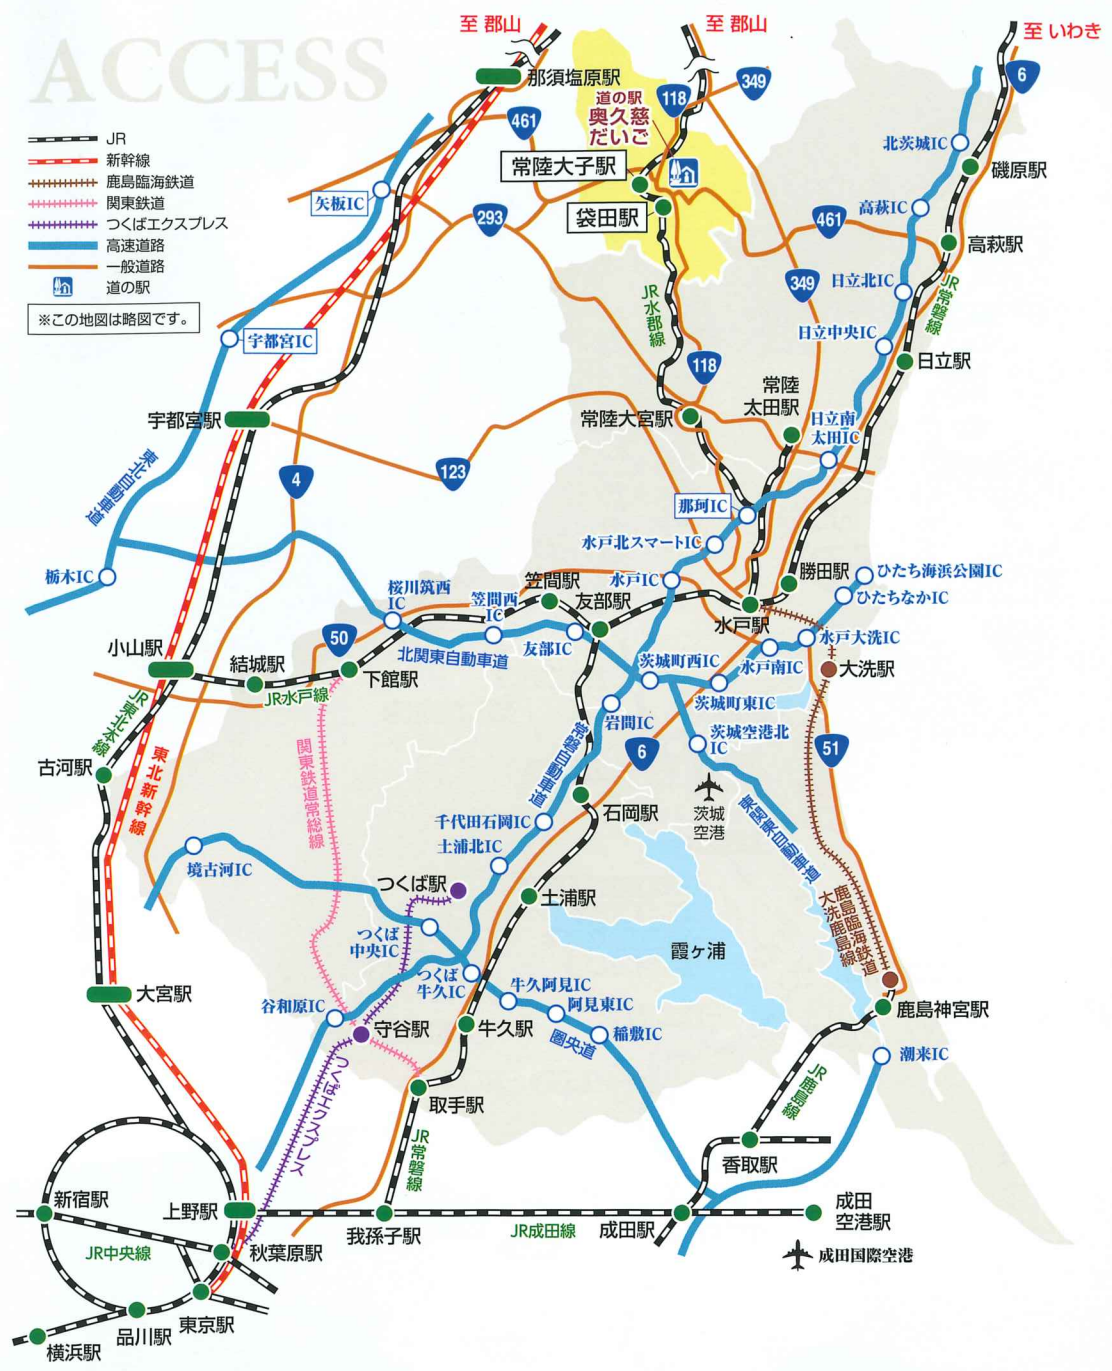 ACCESS
至 郡山
至 郡山
至 いわき
JR
新幹線
鹿島臨海鉄道
関東鉄道
つくばエクスプレス
高速道路
一般道路
道の駅
※この地図は略図です。
那須塩原駅
461
道の駅
奥久慈
だいご
118
349
6
常陸大子駅
袋田駅
北茨城IC
磯原駅
矢板IC
293
高萩IC
461
高萩駅
349
日立北IC
JR常磐線
JR水郡線
宇都宮IC
日立中央IC
日立駅
118
常陸
太田駅
宇都宮駅
常陸大宮駅
日立南
太田IC
東北自動車道
4
123
那珂IC
水戸北スマートIC
栃木IC
水戸IC
勝田駅
ひたち海浜公園IC
ひたちなかIC
桜川筑西
IC
笠間駅
笠間西
IC
友部駅
水戸駅
水戸大洗IC
小山駅
50
結城駅
下館駅
北関東自動車道
友部IC
茨城町西IC
水戸南IC
大洗駅
JR水戸線
茨城町東IC
JR東北本線
岩間IC
茨城空港北
IC
古河駅
東北新幹線
関東鉄道常総線
常磐自動車道
6
51
石岡駅
茨城
空港
東関東自動車道
千代田石岡IC
土浦北IC
境古河IC
つくば駅
土浦駅
つくば
中央IC
霞ヶ浦
鹿島臨海鉄道
大洗鹿島線
つくば
牛久IC
大宮駅
谷和原IC
守谷駅
牛久駅
牛久阿見IC
阿見東IC
圏央道
稲敷IC
鹿島神宮駅
潮来IC
つくばエクスプレス
取手駅
JR鹿島線
JR常磐線
香取駅
新宿駅
上野駅
我孫子駅
JR成田線
成田駅
成田
空港駅
JR中央線
秋葉原駅
成田国際空港
東京駅
品川駅
横浜駅